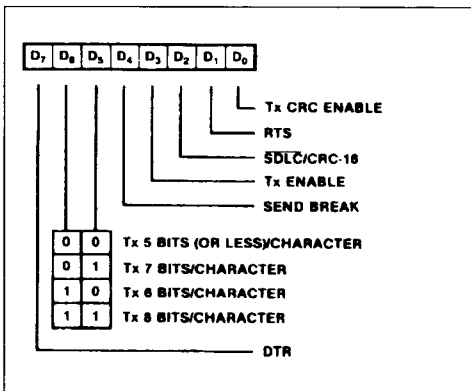 D7 D6 D5 D4 D3 D2 D1 D0
Tx CRC ENABLE
RTS
SDLC/CRC-16
Tx ENABLE
SEND BREAK
0 0 Tx 5 BITS (OR LESS)/CHARACTER
0 1 Tx 7 BITS/CHARACTER
1 0 Tx 6 BITS/CHARACTER
1 1 Tx 8 BITS/CHARACTER
DTR